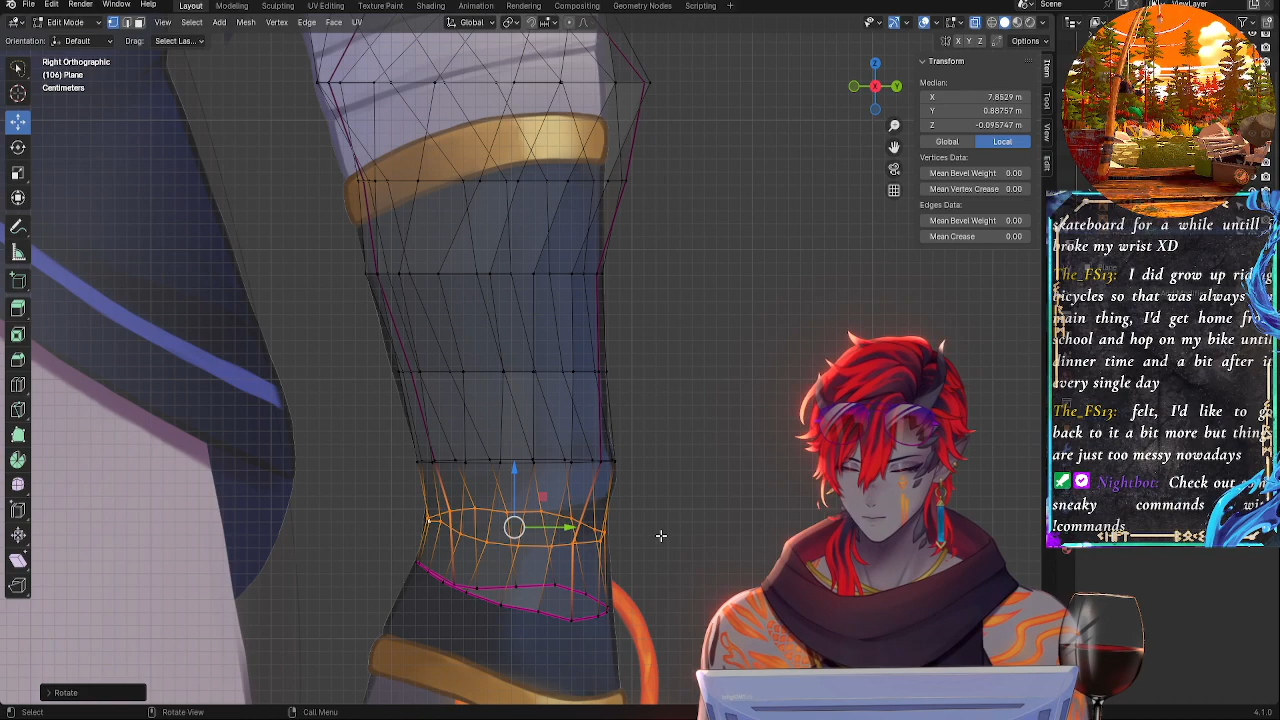 File Edit Render Window Help Layout Modeling Sculpting UV Editing Texture Paint Shading Animation Rendering Compositing Geometry Nodes Scripting Scene ViewLayer
Edit Mode View Select Add Mesh Vertex Edge Face UV Global
Orientation: Default Drag: Select Las... X Y Z Options
Right Orthographic
(106) Plane
Centimeters
Transform
Median:
X 7.8529 m
Y 0.88757 m
Z -0.095747 m
Global Local
Vertices Data:
Mean Bevel Weight 0.00
Mean Vertex Crease 0.00
Edges Data:
Mean Bevel Weight 0.00
Mean Crease 0.00
Item
Tool
View
Edit
Z
Y
X
skateboard for a while untill
broke my wrist XD
The_FS13: I did grow up
bicycles so that was always
main thing, I'd get home
school and hop on my bike until
dinner time and a bit after
every single day
The_FS13: felt, I'd like to
back to it a bit more but
are just too messy nowadays
Nightbot: Check out
sneaky commands
!commands
Rotate
Select Rotate View Call Menu 4.1.0